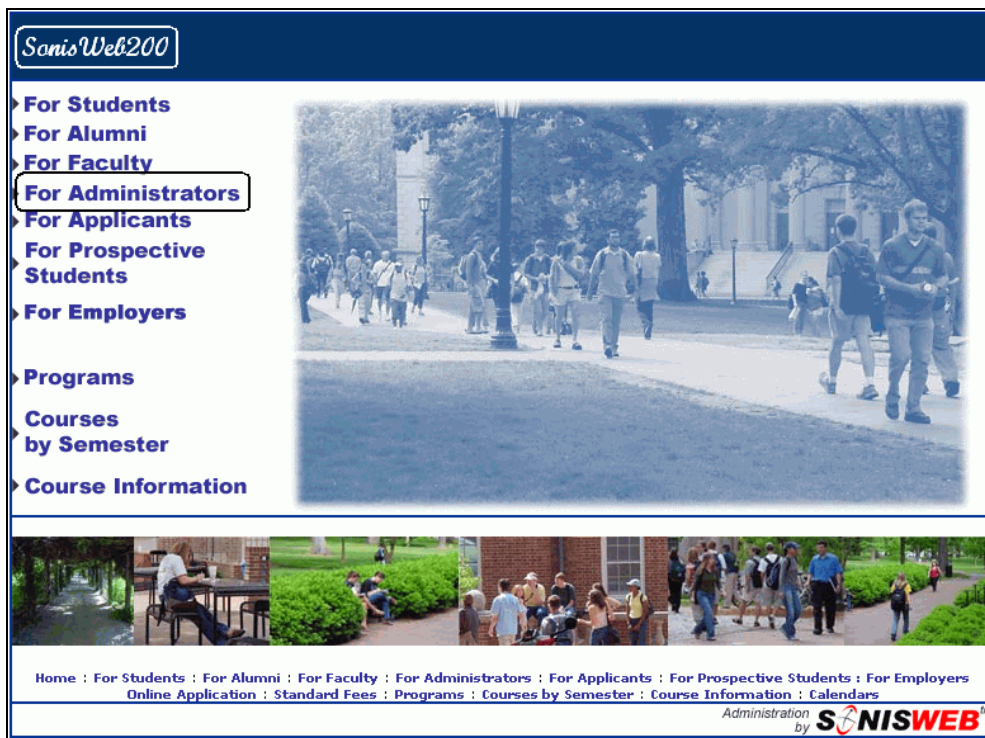 SonisWeb200
For Students
For Alumni
For Faculty
For Administrators
For Applicants
For Prospective
Students
For Employers
Programs
Courses
by Semester
Course Information
Home : For Students : For Alumni : For Faculty : For Administrators : For Applicants : For Prospective Students : For Employers
Online Application : Standard Fees : Programs : Courses by Semester : Course Information : Calendars
Administration
by SONISWEB